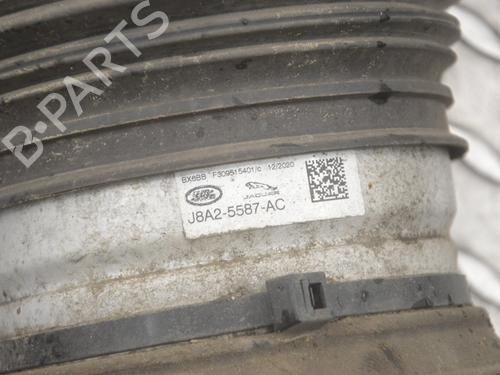 B-PARTS
BX6BB F309515401/c 12/2020
LAND ROVER
JAGUAR
J8A2-5587-AC